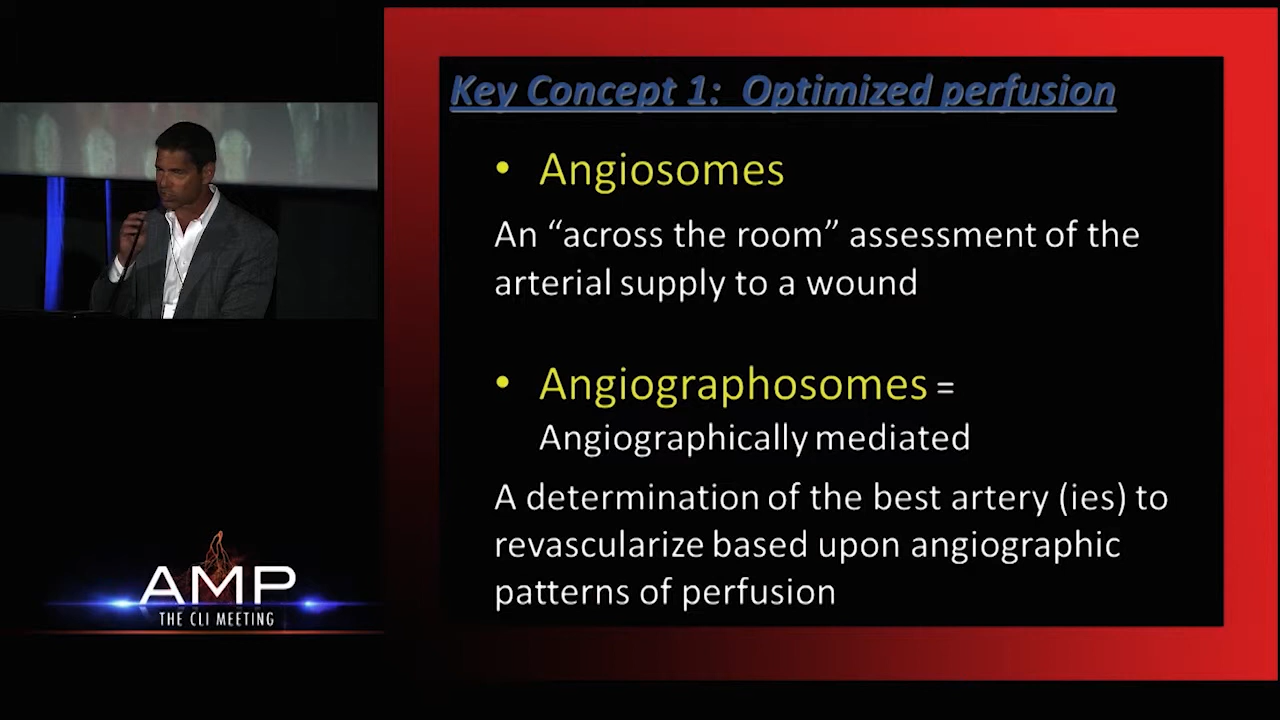 Key Concept 1: Optimized perfusion
• Angiosomes
An “across the room” assessment of the
arterial supply to a wound
• Angiographosomes =
Angiographically mediated
A determination of the best artery (ies) to
revascularize based upon angiographic
patterns of perfusion
AMP
THE CLI MEETING